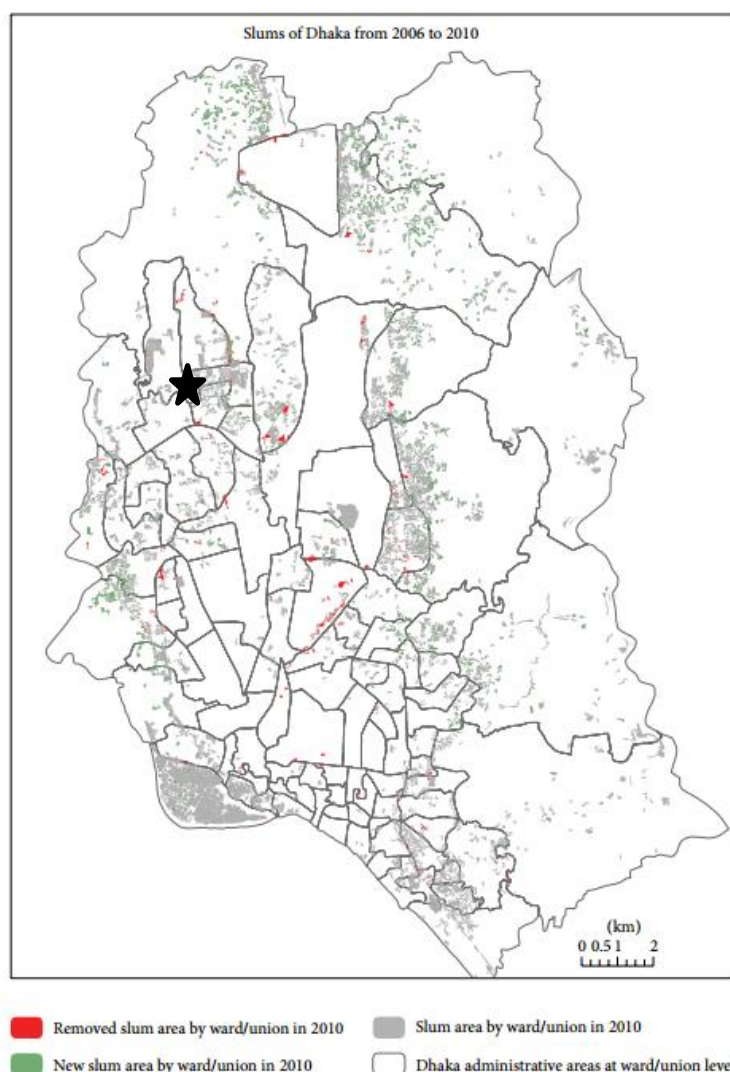 Slums of Dhaka from 2006 to 2010
(km)
0 0.5 1 2
Removed slum area by ward/union in 2010
Slum area by ward/union in 2010
New slum area by ward/union in 2010
Dhaka administrative areas at ward/union leve